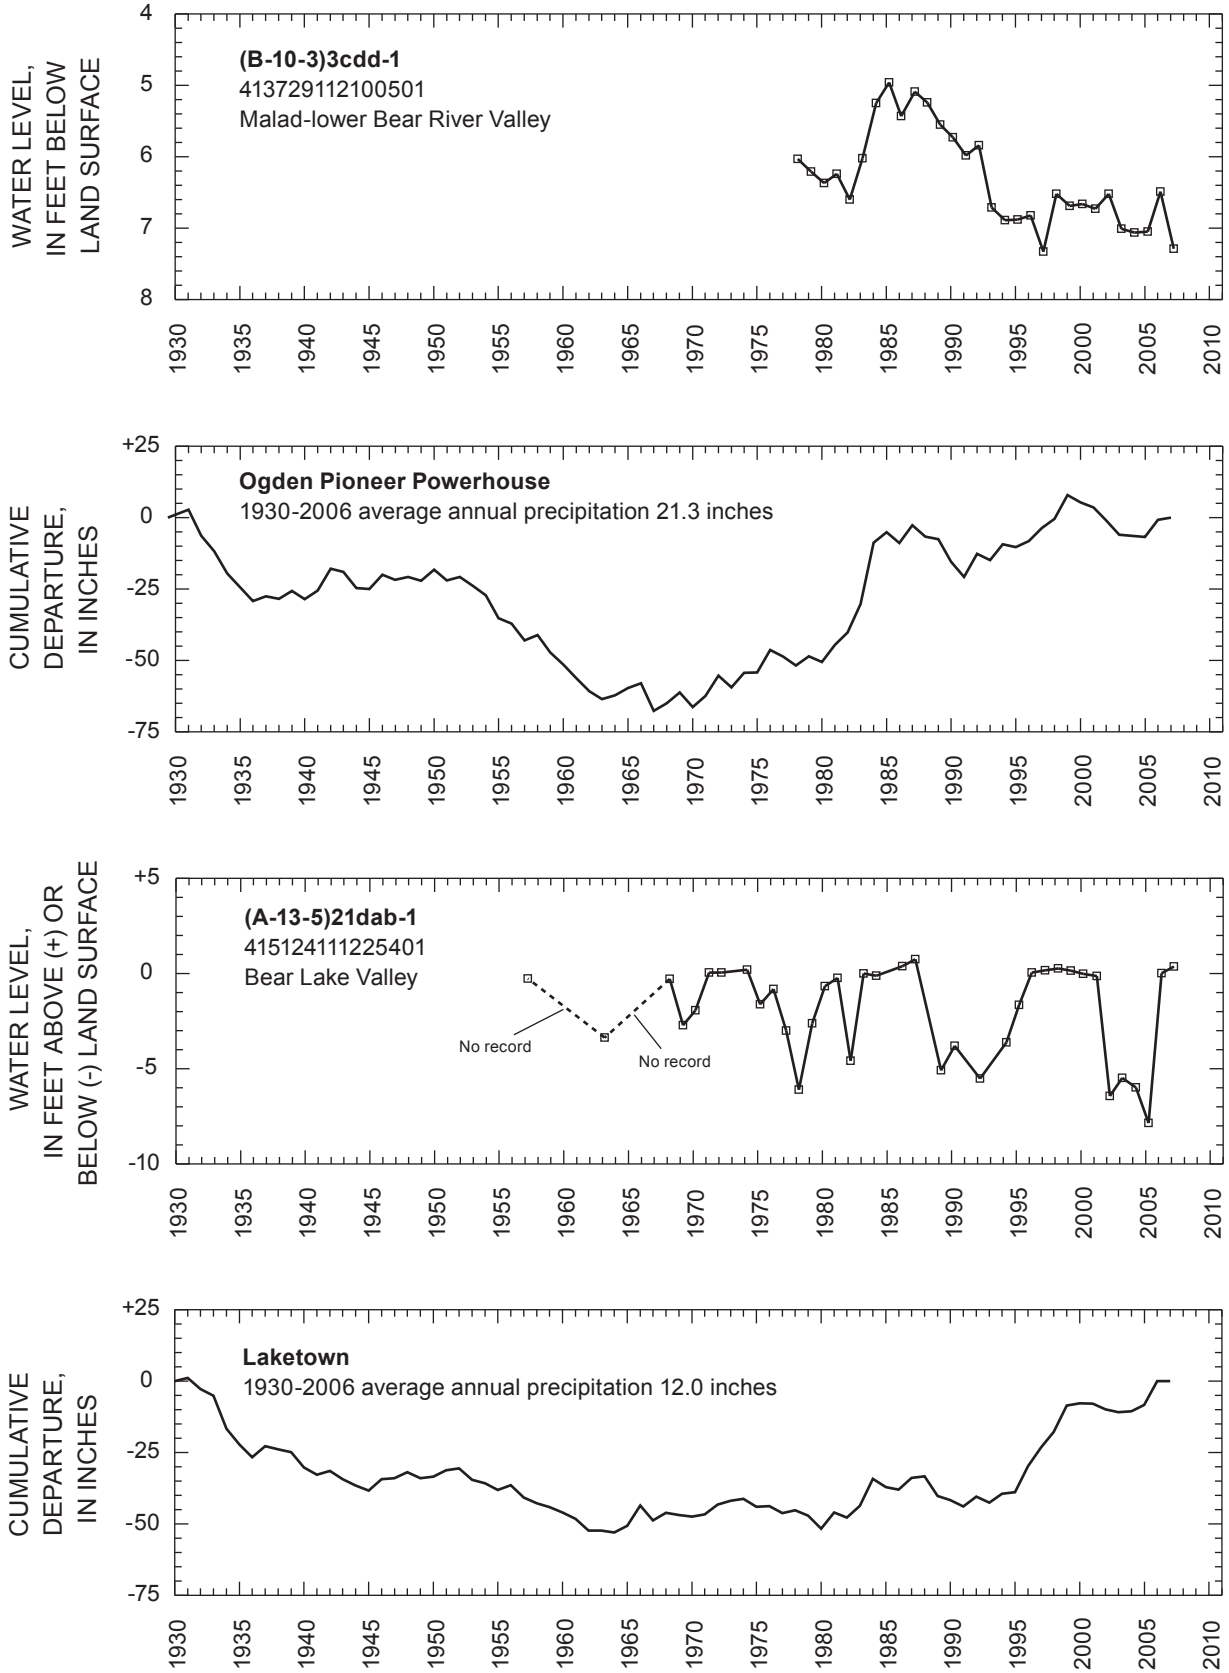 WATER LEVEL,
IN FEET BELOW
LAND SURFACE
4
5
6
7
8
(B-10-3)3cdd-1
413729112100501
Malad-lower Bear River Valley
1930 1935 1940 1945 1950 1955 1960 1965 1970 1975 1980 1985 1990 1995 2000 2005 2010
CUMULATIVE
DEPARTURE,
IN INCHES
+25
0
-25
-50
-75
Ogden Pioneer Powerhouse
1930-2006 average annual precipitation 21.3 inches
1930 1935 1940 1945 1950 1955 1960 1965 1970 1975 1980 1985 1990 1995 2000 2005 2010
WATER LEVEL,
IN FEET ABOVE (+) OR
BELOW (-) LAND SURFACE
+5
0
-5
-10
(A-13-5)21dab-1
415124111225401
Bear Lake Valley
No record
No record
1930 1935 1940 1945 1950 1955 1960 1965 1970 1975 1980 1985 1990 1995 2000 2005 2010
CUMULATIVE
DEPARTURE,
IN INCHES
+25
0
-25
-50
-75
Laketown
1930-2006 average annual precipitation 12.0 inches
1930 1935 1940 1945 1950 1955 1960 1965 1970 1975 1980 1985 1990 1995 2000 2005 2010